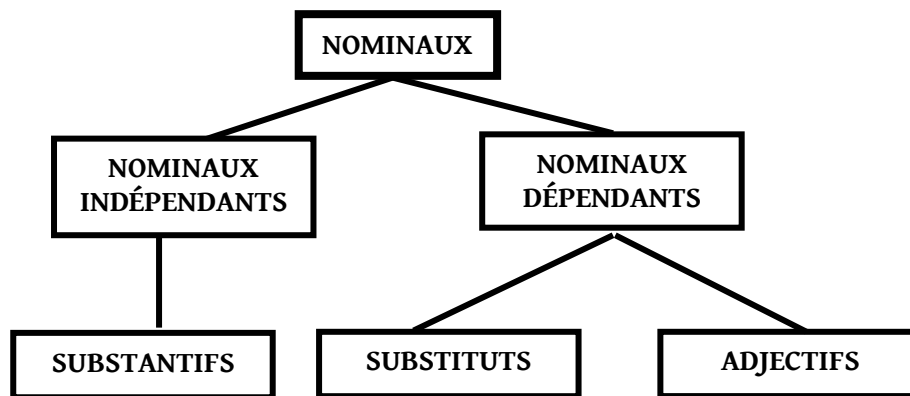 NOMINAUX
NOMINAUX
INDÉPENDANTS
NOMINAUX
DÉPENDANTS
SUBSTANTIFS
SUBSTITUTS
ADJECTIFS